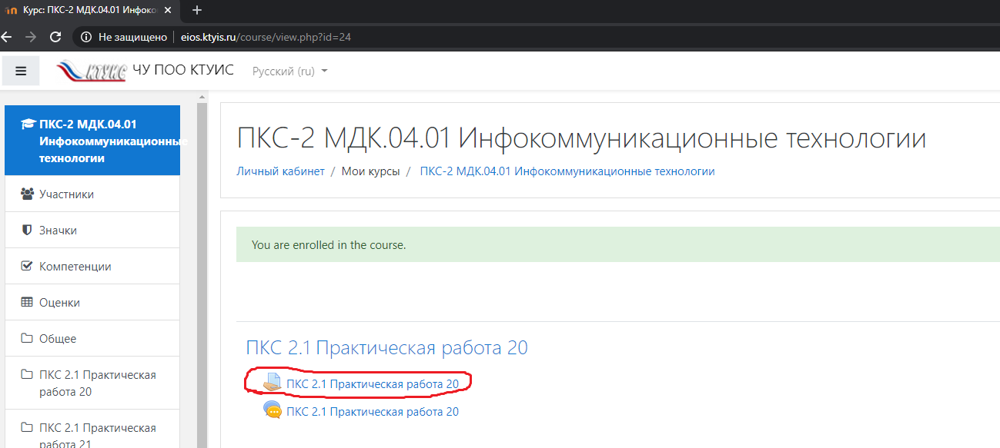 Курс: ПКС-2 МДК.04.01 Инфоко
Не защищено
eios.ktyis.ru/course/view.php?id=24
КТУИС
ЧУ ПОО КТУИС
Русский (ru)
ПКС-2 МДК.04.01
Инфокоммуникационные
технологии
Участники
Значки
Компетенции
Оценки
Общее
ПКС 2.1 Практическая
работа 20
ПКС 2.1 Практическая
работа 21
ПКС-2 МДК.04.01 Инфокоммуникационные технологии
Личный кабинет / Мои курсы / ПКС-2 МДК.04.01 Инфокоммуникационные технологии
You are enrolled in the course.
ПКС 2.1 Практическая работа 20
ПКС 2.1 Практическая работа 20
ПКС 2.1 Практическая работа 20